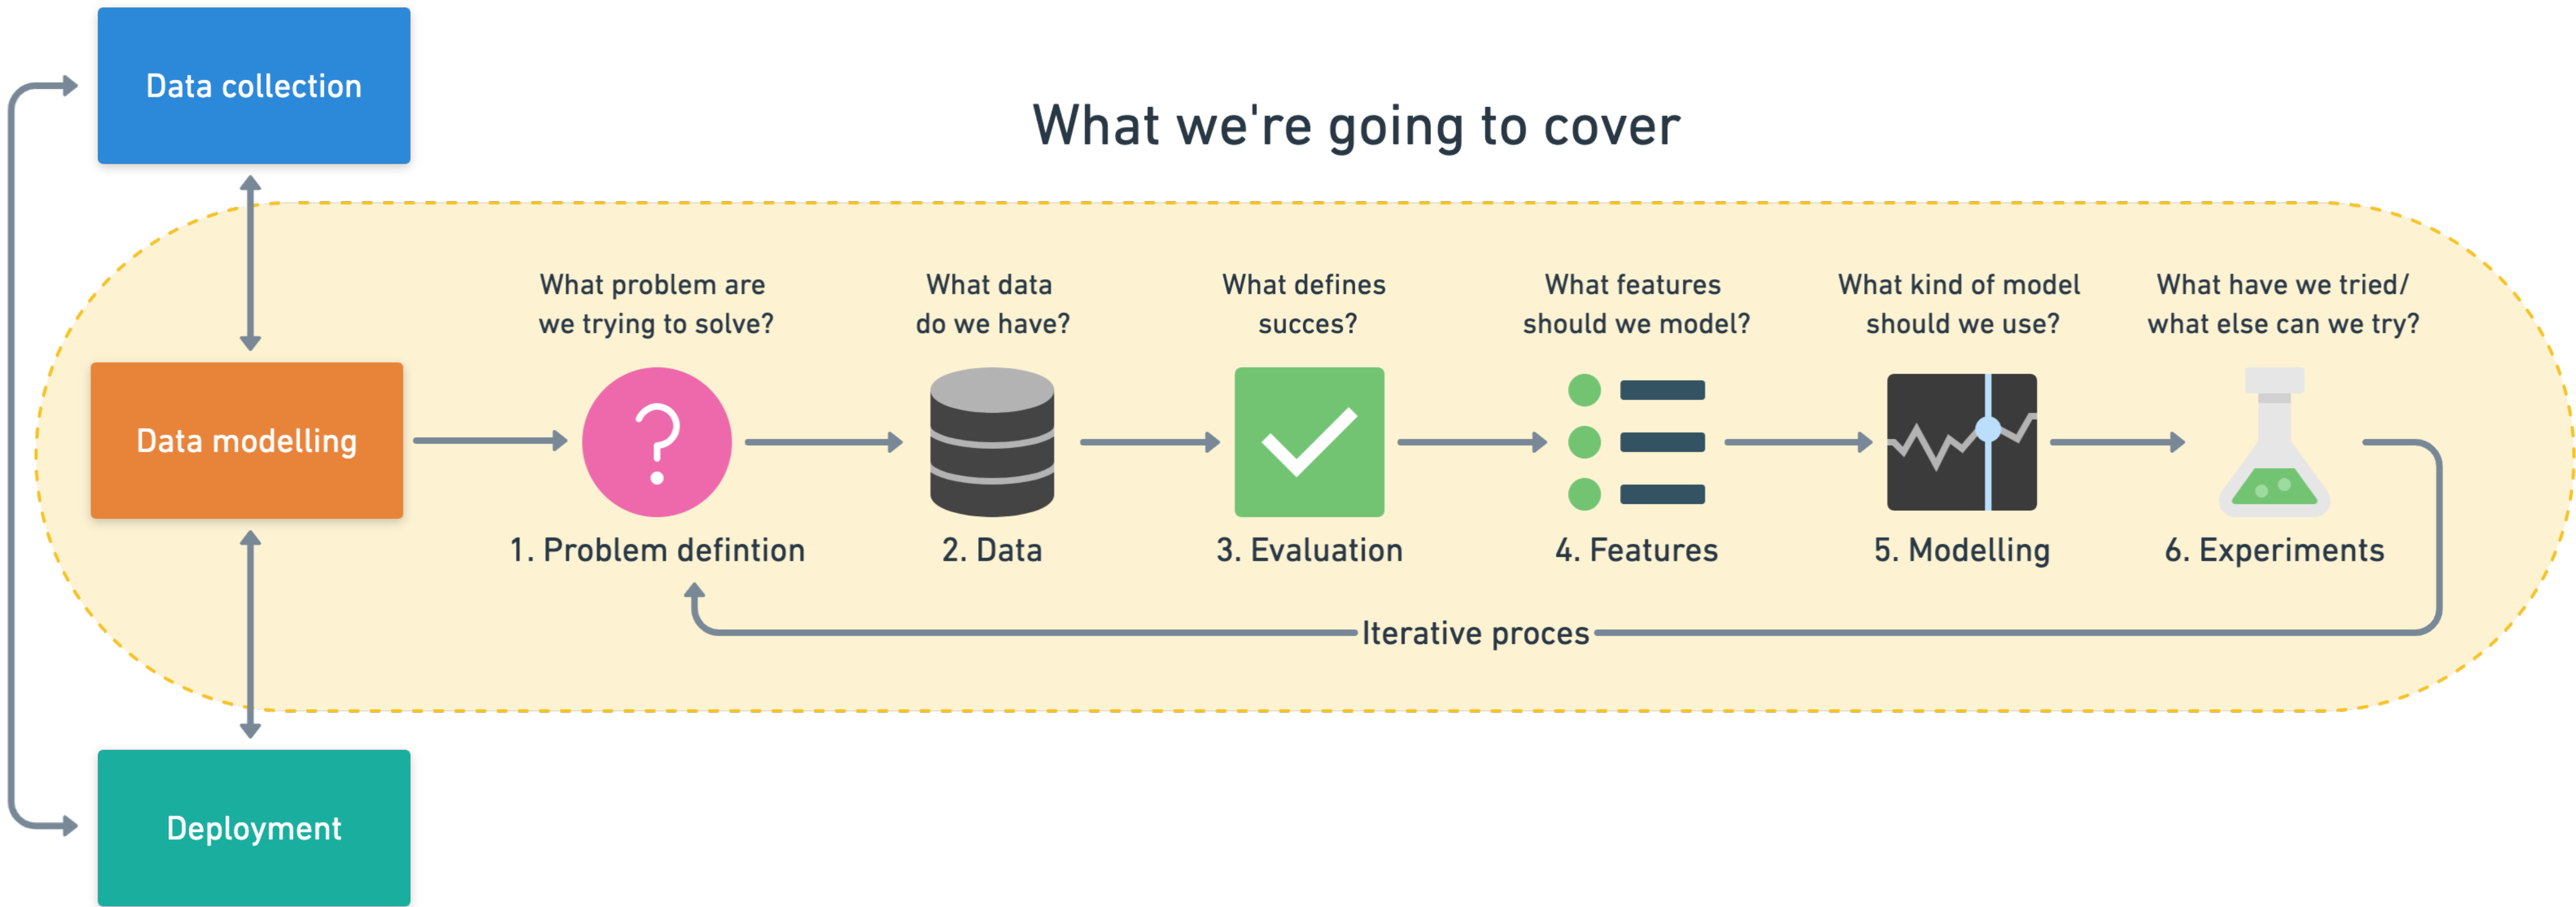 Data collection
What we're going to cover
What problem are
we trying to solve?
What data
do we have?
What defines
succes?
What features
should we model?
What kind of model
should we use?
What have we tried/
what else can we try?
Data modelling
1. Problem defintion
2. Data
3. Evaluation
4. Features
5. Modelling
6. Experiments
Iterative proces
Deployment